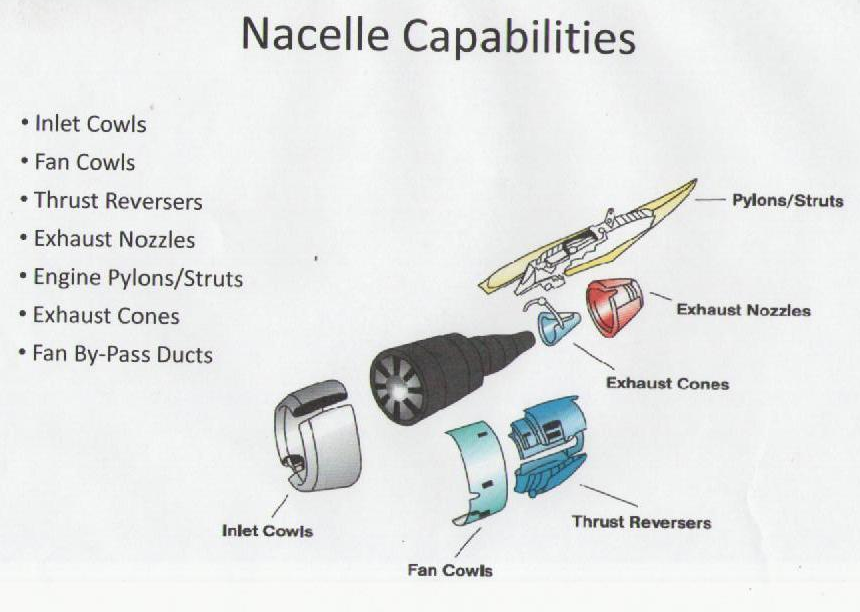 Nacelle Capabilities
• Inlet Cowls
• Fan Cowls
• Thrust Reversers
• Exhaust Nozzles
• Engine Pylons/Struts
• Exhaust Cones
• Fan By-Pass Ducts
Pylons/Struts
Exhaust Nozzles
Exhaust Cones
Thrust Reversers
Inlet Cowls
Fan Cowls